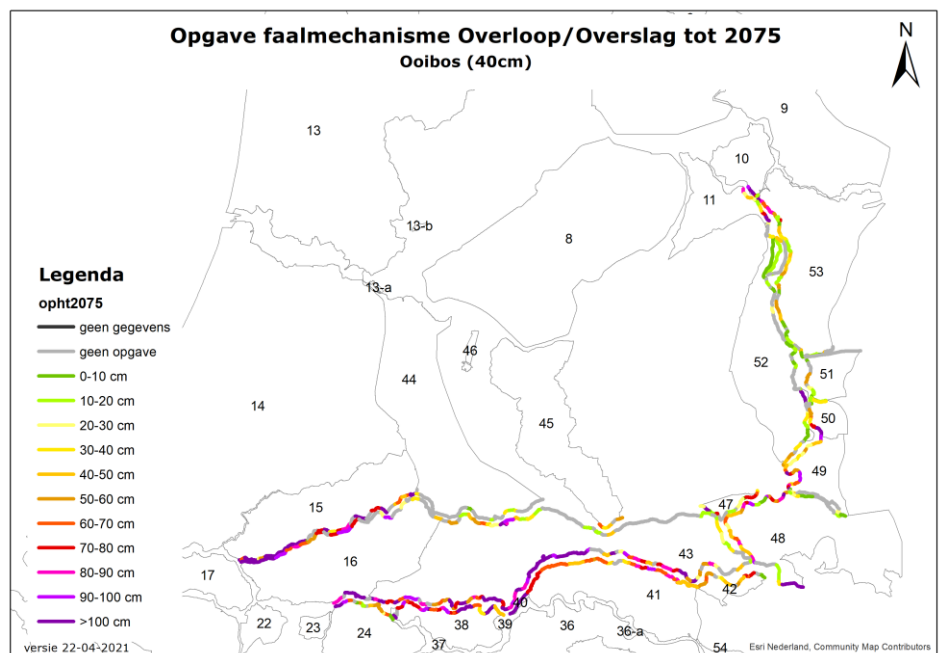 Opgave faalmechanisme Overloop/Overslag tot 2075
Ooibos (40cm)
N
9
13
10
11
13-b
8
53
Legenda
opht2075
13-a
geen gegevens
geen opgave
0-10 cm
10-20 cm
20-30 cm
30-40 cm
40-50 cm
50-60 cm
60-70 cm
70-80 cm
80-90 cm
90-100 cm
>100 cm
46
52
51
44
14
45
50
49
15
47
48
16
43
17
41
42
40
22
23
24
38
39
36
36-a
37
54
versie 22-04-2021
Esri Nederland, Community Map Contributors